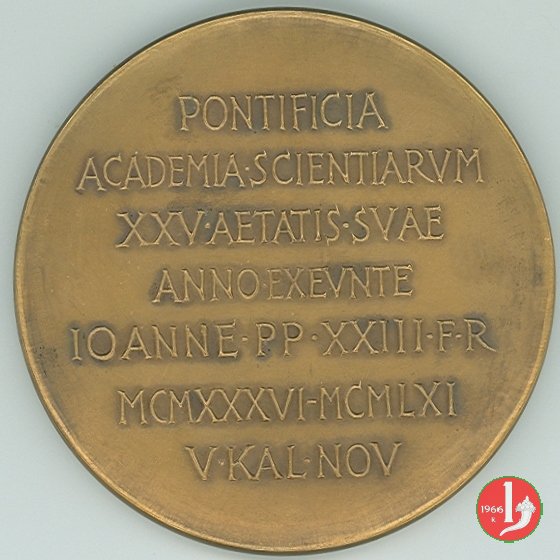 PONTIFICIA
ACADEMIA·SCIENTIARVM
XXV·AETATIS·SVAE
ANNO·EXEVNTE
IOANNE·PP·XXIII·F·R
MCMXXXVI-MCMLXI
V·KAL·NOV
1966
R